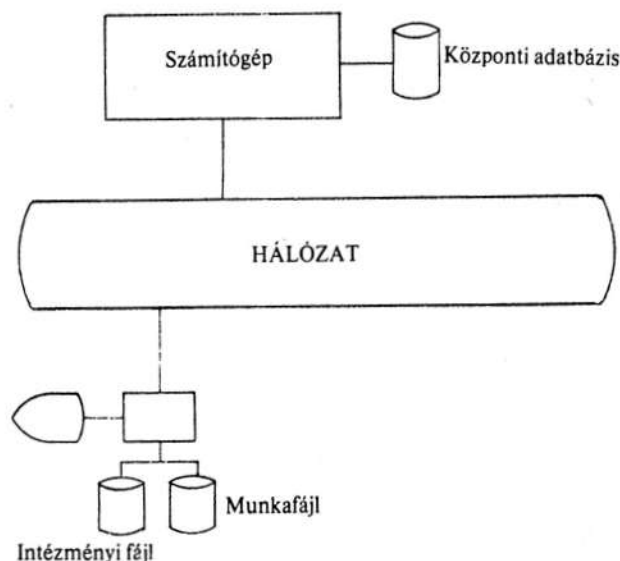 Számítógép
Központi adatbázis
HÁLÓZAT
Munkafájl
Intézményi fájl